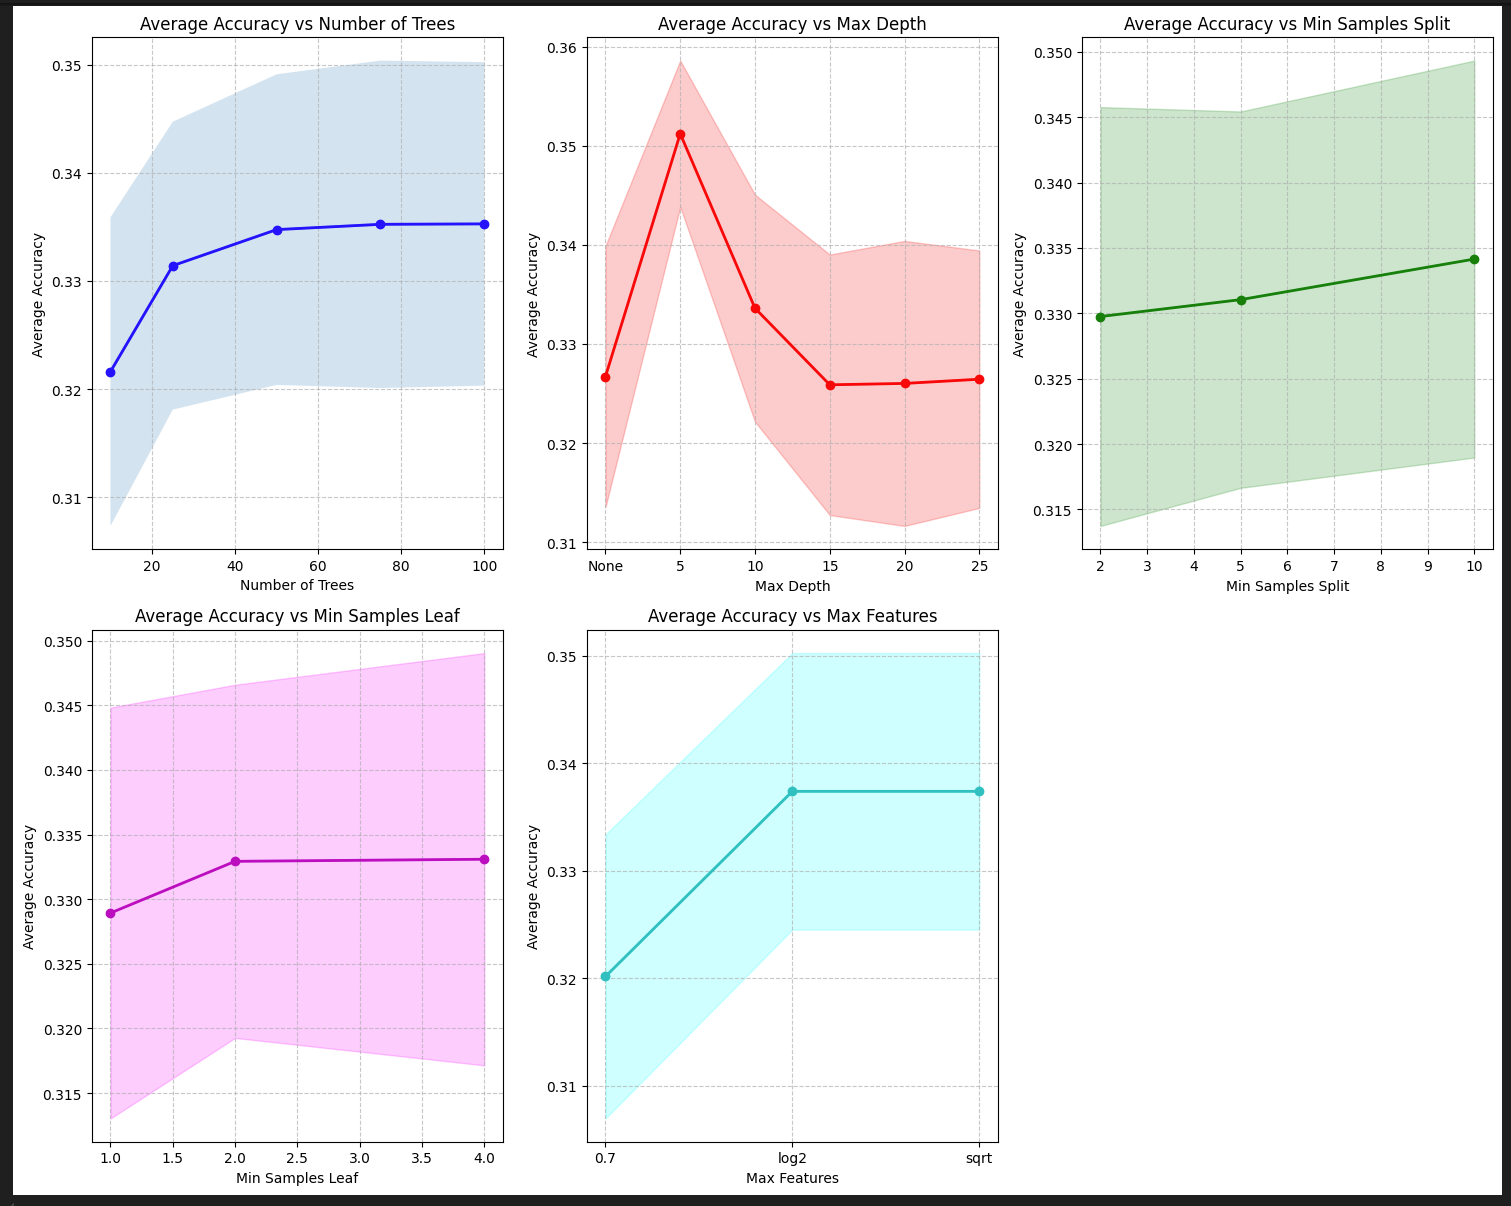 Average Accuracy vs Number of Trees
Average Accuracy
0.35
0.34
0.33
0.32
0.31
20 40 60 80 100
Number of Trees
Average Accuracy vs Max Depth
Average Accuracy
0.36
0.35
0.34
0.33
0.32
0.31
None 5 10 15 20 25
Max Depth
Average Accuracy vs Min Samples Split
Average Accuracy
0.350
0.345
0.340
0.335
0.330
0.325
0.320
0.315
2 3 4 5 6 7 8 9 10
Min Samples Split
Average Accuracy vs Min Samples Leaf
Average Accuracy
0.350
0.345
0.340
0.335
0.330
0.325
0.320
0.315
1.0 1.5 2.0 2.5 3.0 3.5 4.0
Min Samples Leaf
Average Accuracy vs Max Features
Average Accuracy
0.35
0.34
0.33
0.32
0.31
0.7 log2 sqrt
Max Features